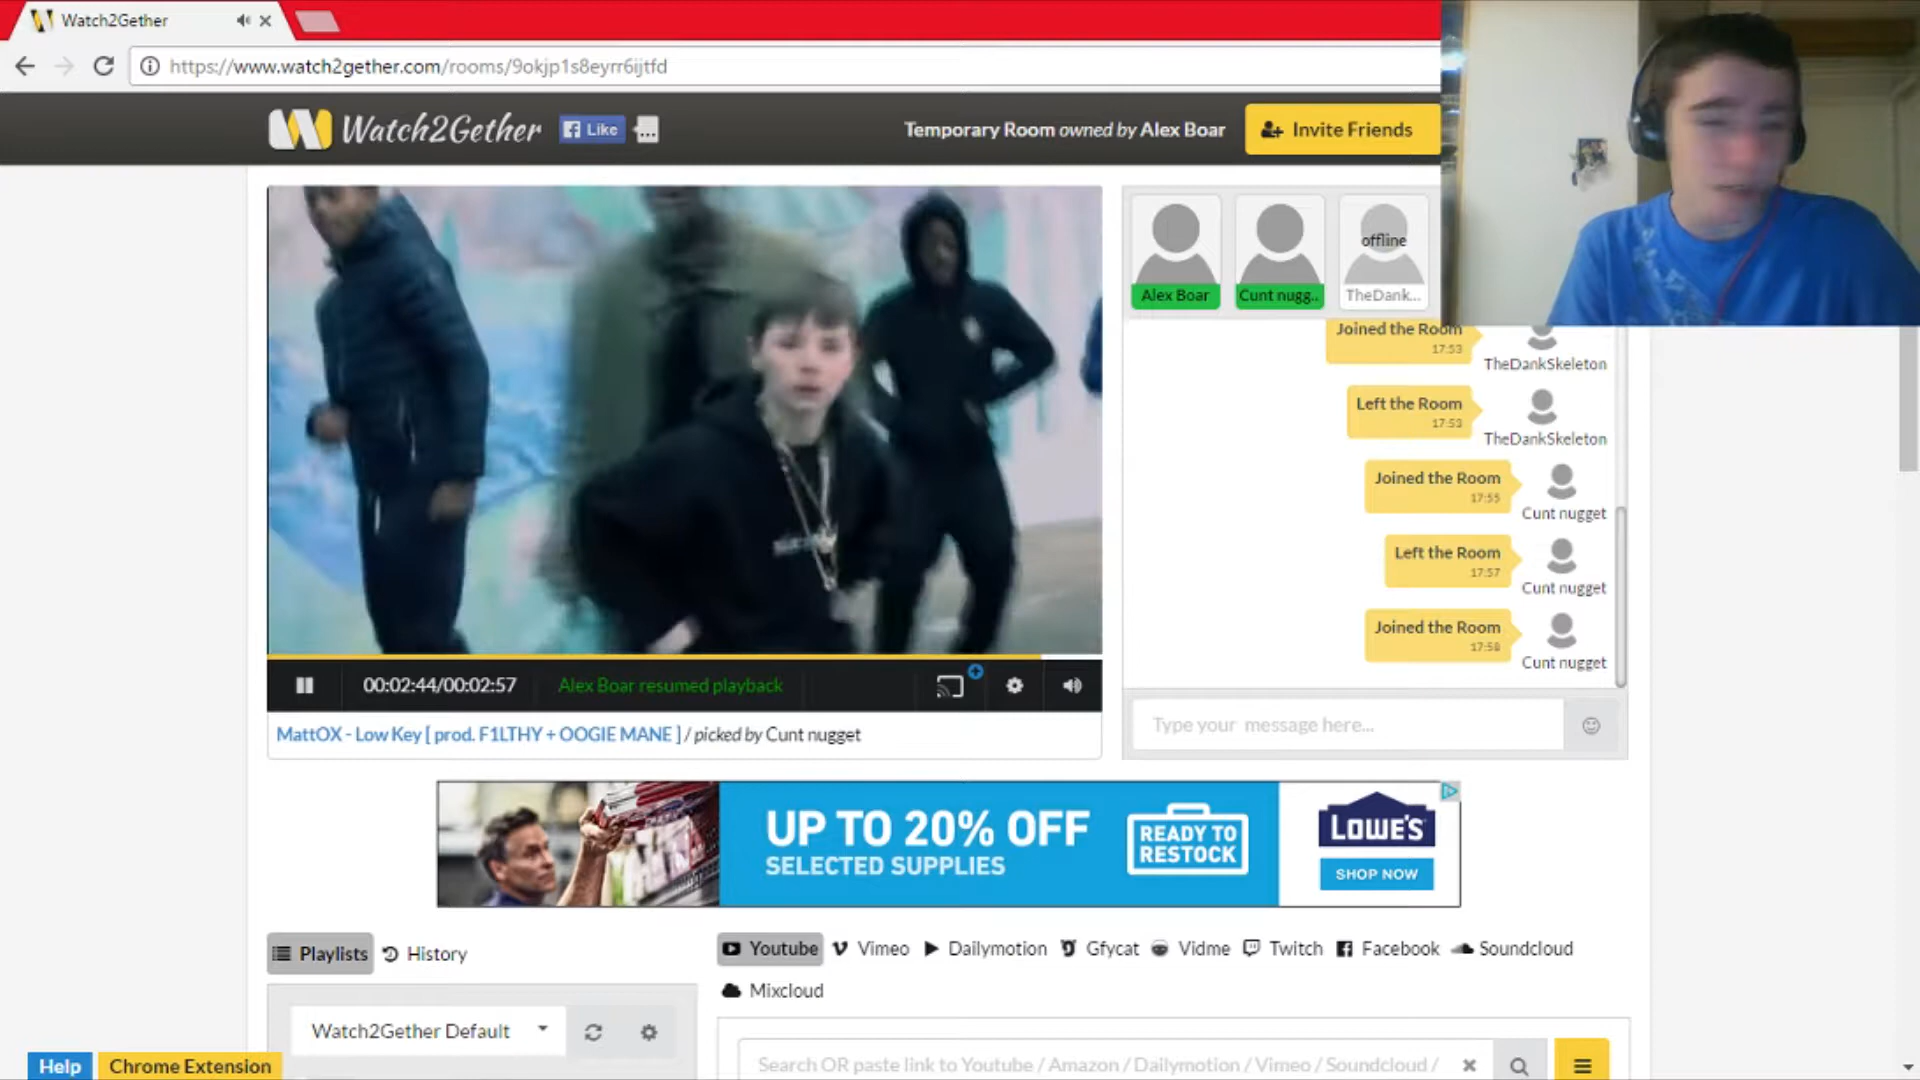 Watch2Gether
https://www.watch2gether.com/rooms/9okjp1s8eyrr6ijtfd
Watch2Gether
Like
...
Temporary Room owned by Alex Boar
Invite Friends
Alex Boar
Cunt nugg..
offline
TheDank...
Joined the Room
17:53
TheDankSkeleton
Left the Room
17:53
TheDankSkeleton
Joined the Room
17:55
Cunt nugget
Left the Room
17:57
Cunt nugget
Joined the Room
17:58
Cunt nugget
00:02:44/00:02:57
Alex Boar resumed playback
MattOX - Low Key [ prod. F1LTHY + OOGIE MANE ] / picked by Cunt nugget
Type your message here...
UP TO 20% OFF
SELECTED SUPPLIES
READY TO
RESTOCK
LOWE'S
SHOP NOW
Playlists
History
Youtube
Vimeo
Dailymotion
Gfycat
Vidme
Twitch
Facebook
Soundcloud
Mixcloud
Watch2Gether Default
Search OR paste link to Youtube / Amazon / Dailymotion / Vimeo / Soundcloud /
Help
Chrome Extension